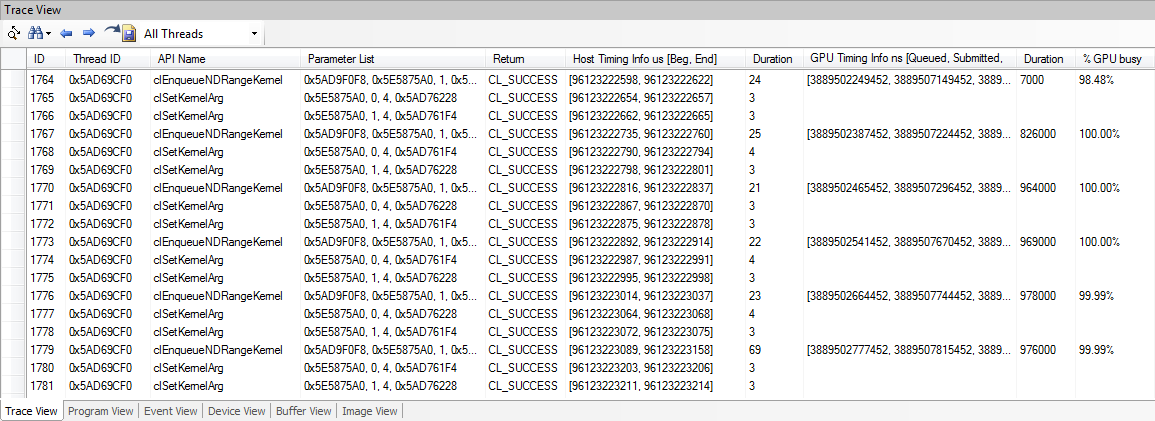 Trace View
All Threads
ID Thread ID API Name Parameter List Return Host Timing Info us [Beg, End] Duration GPU Timing Info ns [Queued, Submitted, Duration % GPU busy
1764 0x5AD69CF0 clEnqueueNDRangeKernel 0x5AD9F0F8, 0x5E5875A0, 1, 0x5... CL_SUCCESS [96123222598, 96123222622] 24 [3889502249452, 3889507149452, 3889... 7000 98.48%
1765 0x5AD69CF0 clSetKernelArg 0x5E5875A0, 0, 4, 0x5AD76228 CL_SUCCESS [96123222654, 96123222657] 3
1766 0x5AD69CF0 clSetKernelArg 0x5E5875A0, 1, 4, 0x5AD761F4 CL_SUCCESS [96123222662, 96123222665] 3
1767 0x5AD69CF0 clEnqueueNDRangeKernel 0x5AD9F0F8, 0x5E5875A0, 1, 0x5... CL_SUCCESS [96123222735, 96123222760] 25 [3889502387452, 3889507224452, 3889... 826000 100.00%
1768 0x5AD69CF0 clSetKernelArg 0x5E5875A0, 0, 4, 0x5AD761F4 CL_SUCCESS [96123222790, 96123222794] 4
1769 0x5AD69CF0 clSetKernelArg 0x5E5875A0, 1, 4, 0x5AD76228 CL_SUCCESS [96123222798, 96123222801] 3
1770 0x5AD69CF0 clEnqueueNDRangeKernel 0x5AD9F0F8, 0x5E5875A0, 1, 0x5... CL_SUCCESS [96123222816, 96123222837] 21 [3889502465452, 3889507296452, 3889... 964000 100.00%
1771 0x5AD69CF0 clSetKernelArg 0x5E5875A0, 0, 4, 0x5AD76228 CL_SUCCESS [96123222867, 96123222870] 3
1772 0x5AD69CF0 clSetKernelArg 0x5E5875A0, 1, 4, 0x5AD761F4 CL_SUCCESS [96123222875, 96123222878] 3
1773 0x5AD69CF0 clEnqueueNDRangeKernel 0x5AD9F0F8, 0x5E5875A0, 1, 0x5... CL_SUCCESS [96123222892, 96123222914] 22 [3889502541452, 3889507670452, 3889... 969000 100.00%
1774 0x5AD69CF0 clSetKernelArg 0x5E5875A0, 0, 4, 0x5AD761F4 CL_SUCCESS [96123222987, 96123222991] 4
1775 0x5AD69CF0 clSetKernelArg 0x5E5875A0, 1, 4, 0x5AD76228 CL_SUCCESS [96123222995, 96123222998] 3
1776 0x5AD69CF0 clEnqueueNDRangeKernel 0x5AD9F0F8, 0x5E5875A0, 1, 0x5... CL_SUCCESS [96123223014, 96123223037] 23 [3889502664452, 3889507744452, 3889... 978000 99.99%
1777 0x5AD69CF0 clSetKernelArg 0x5E5875A0, 0, 4, 0x5AD76228 CL_SUCCESS [96123223064, 96123223068] 4
1778 0x5AD69CF0 clSetKernelArg 0x5E5875A0, 1, 4, 0x5AD761F4 CL_SUCCESS [96123223072, 96123223075] 3
1779 0x5AD69CF0 clEnqueueNDRangeKernel 0x5AD9F0F8, 0x5E5875A0, 1, 0x5... CL_SUCCESS [96123223089, 96123223158] 69 [3889502777452, 3889507815452, 3889... 976000 99.99%
1780 0x5AD69CF0 clSetKernelArg 0x5E5875A0, 0, 4, 0x5AD761F4 CL_SUCCESS [96123223203, 96123223206] 3
1781 0x5AD69CF0 clSetKernelArg 0x5E5875A0, 1, 4, 0x5AD76228 CL_SUCCESS [96123223211, 96123223214] 3
Trace View Program View Event View Device View Buffer View Image View